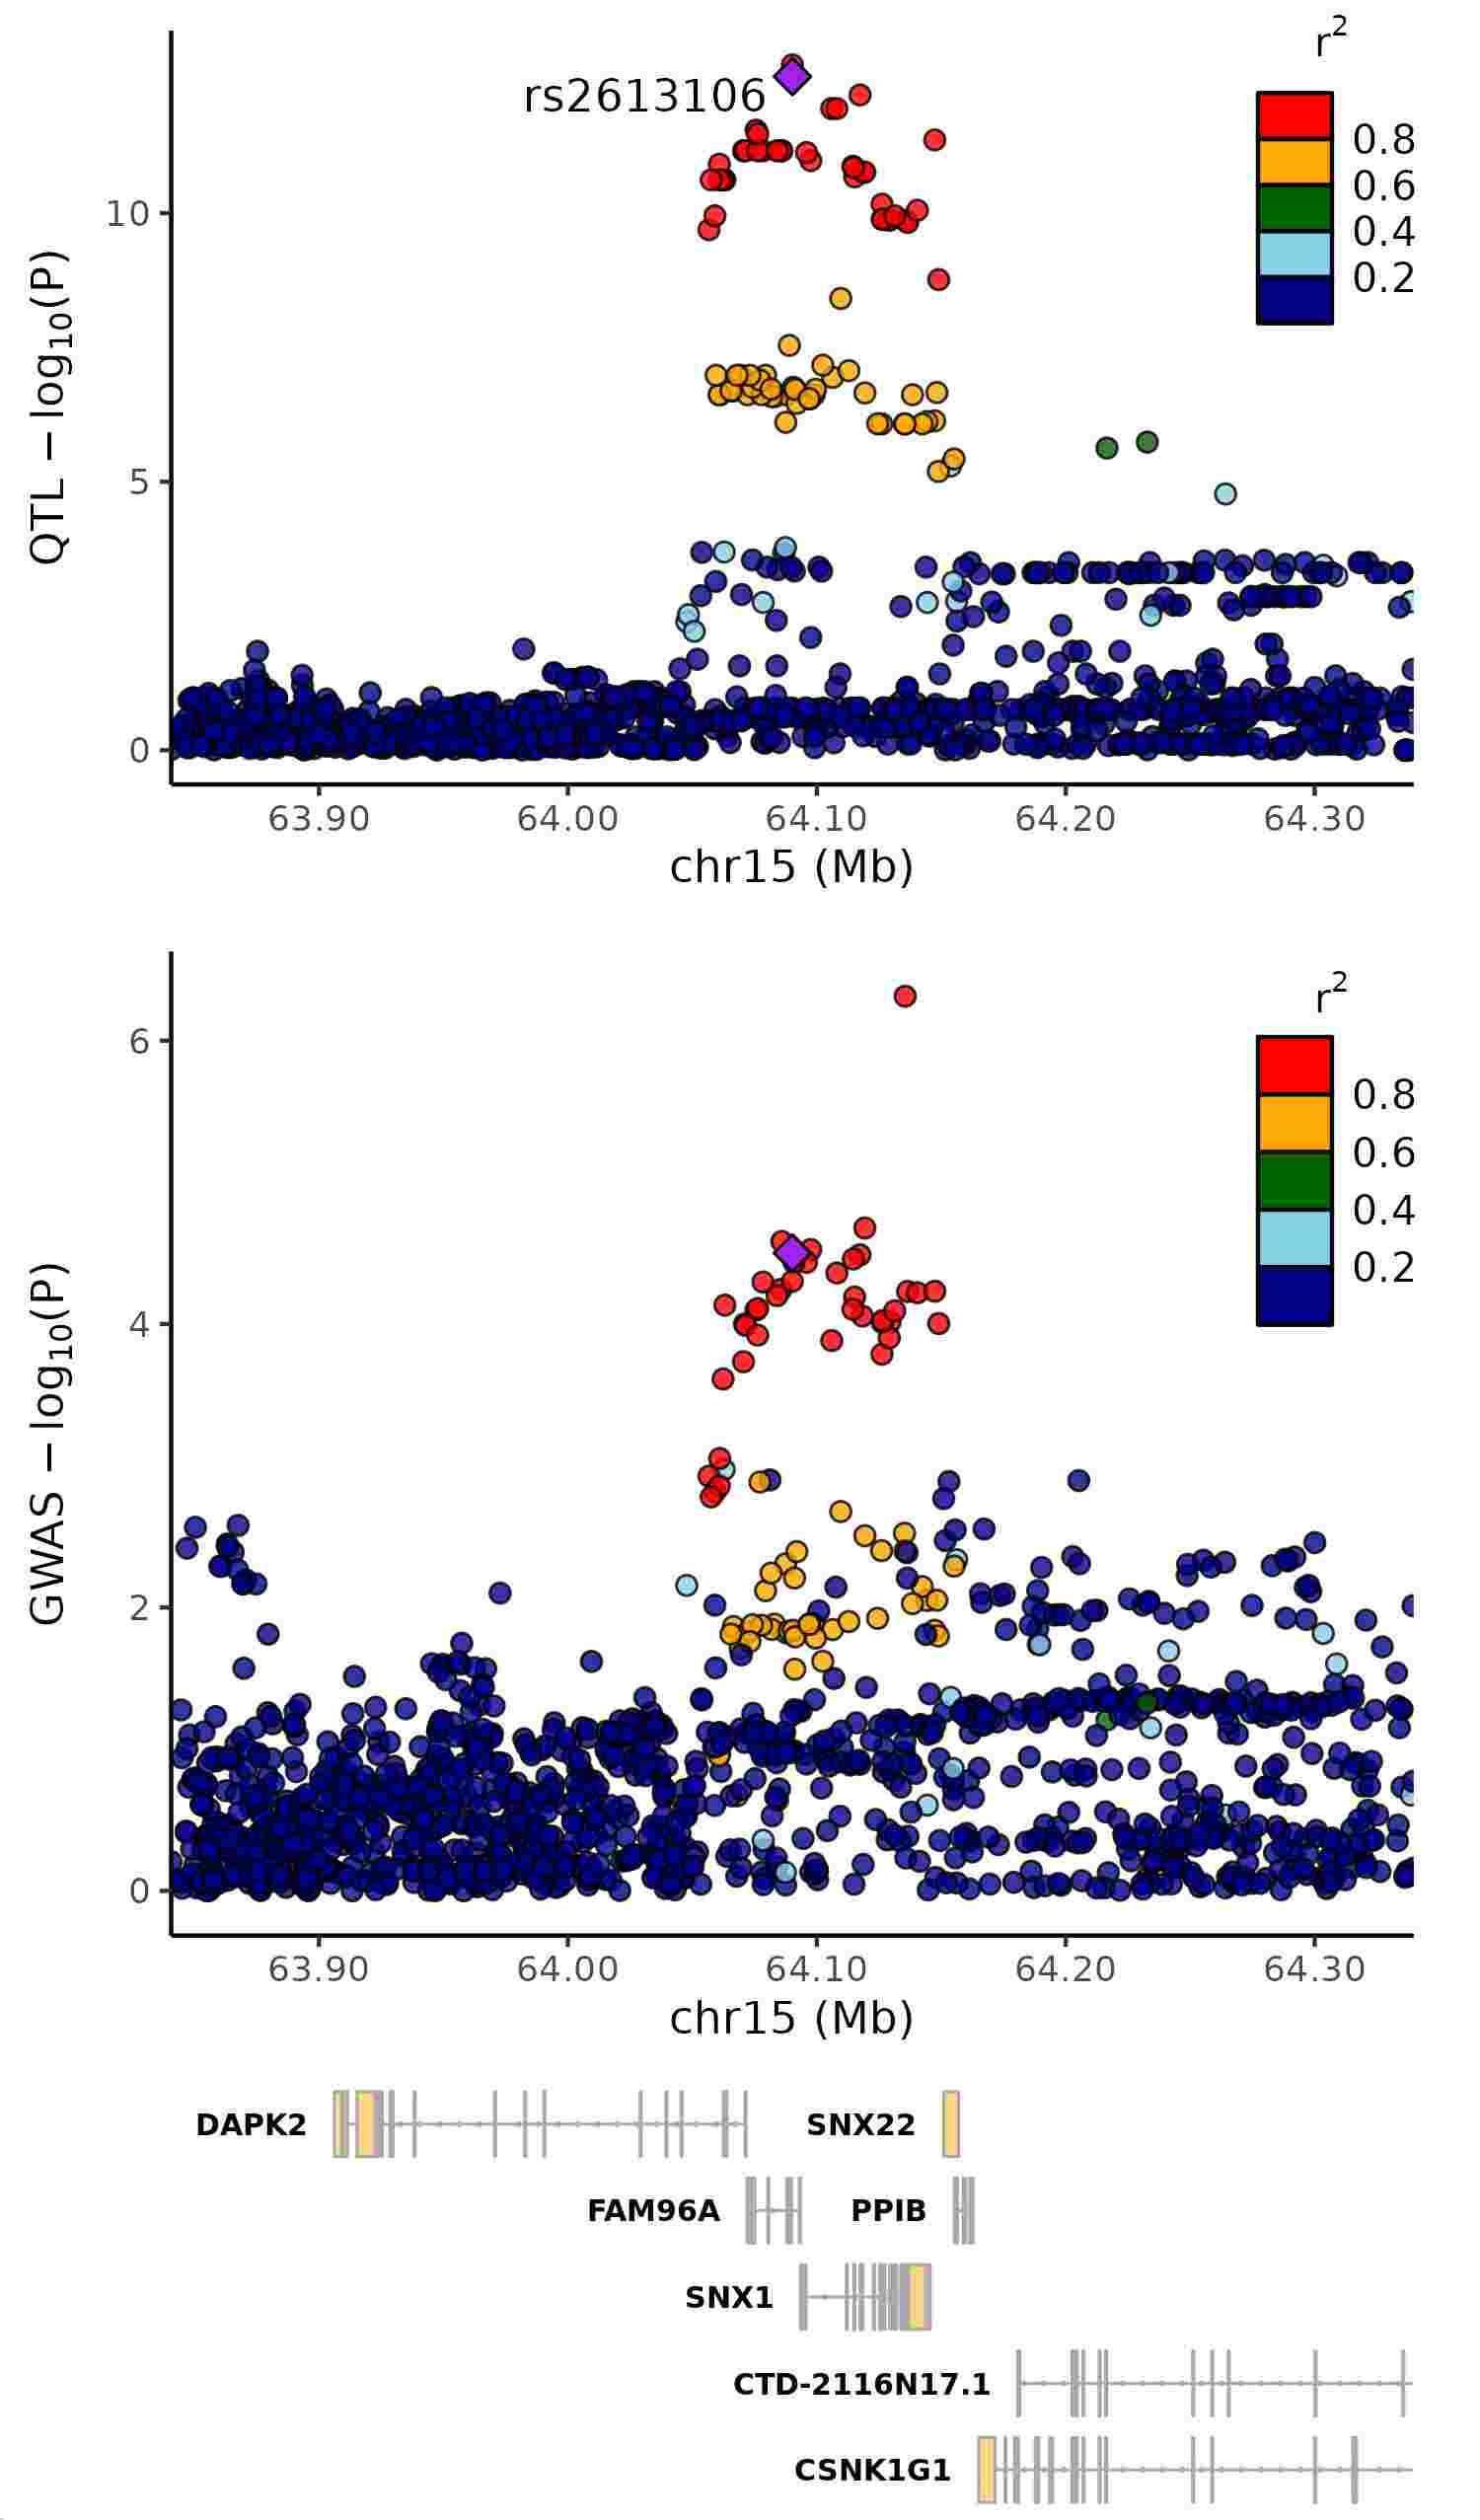 r²
rs2613106
0.8
0.6
0.4
0.2
10
5
0
QTL − log₁₀(P)
63.90 64.00 64.10 64.20 64.30
chr15 (Mb)
r²
0.8
0.6
0.4
0.2
6
4
2
0
GWAS − log₁₀(P)
63.90 64.00 64.10 64.20 64.30
chr15 (Mb)
DAPK2 SNX22
FAM96A PPIB
SNX1
CTD-2116N17.1
CSNK1G1